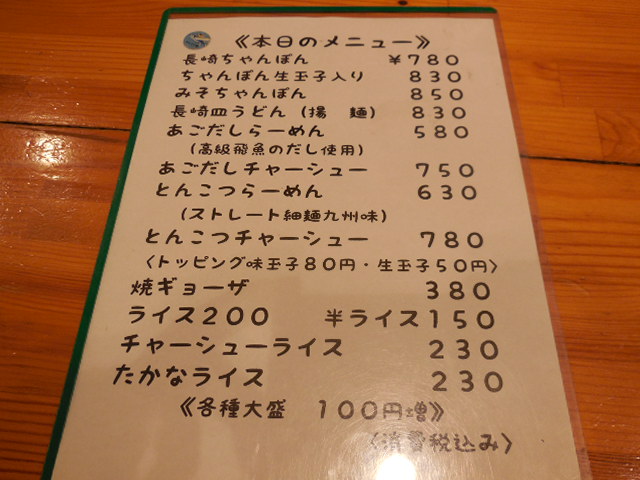 《本日のメニュー》
長崎ちゃんぽん ￥780
ちゃんぽん生玉子入り 830
みそちゃんぽん 850
長崎皿うどん（揚　麺） 830
あごだしらーめん 580
（高級飛魚のだし使用）
あごだしチャーシュー 750
とんこつらーめん 630
（ストレート細麺九州味）
とんこつチャーシュー 780
〈トッピング味玉子80円・生玉子50円〉
焼ギョーザ 380
ライス200 半ライス150
チャーシューライス 230
たかなライス 230
《各種大盛　100円増》
〈消費税込み〉